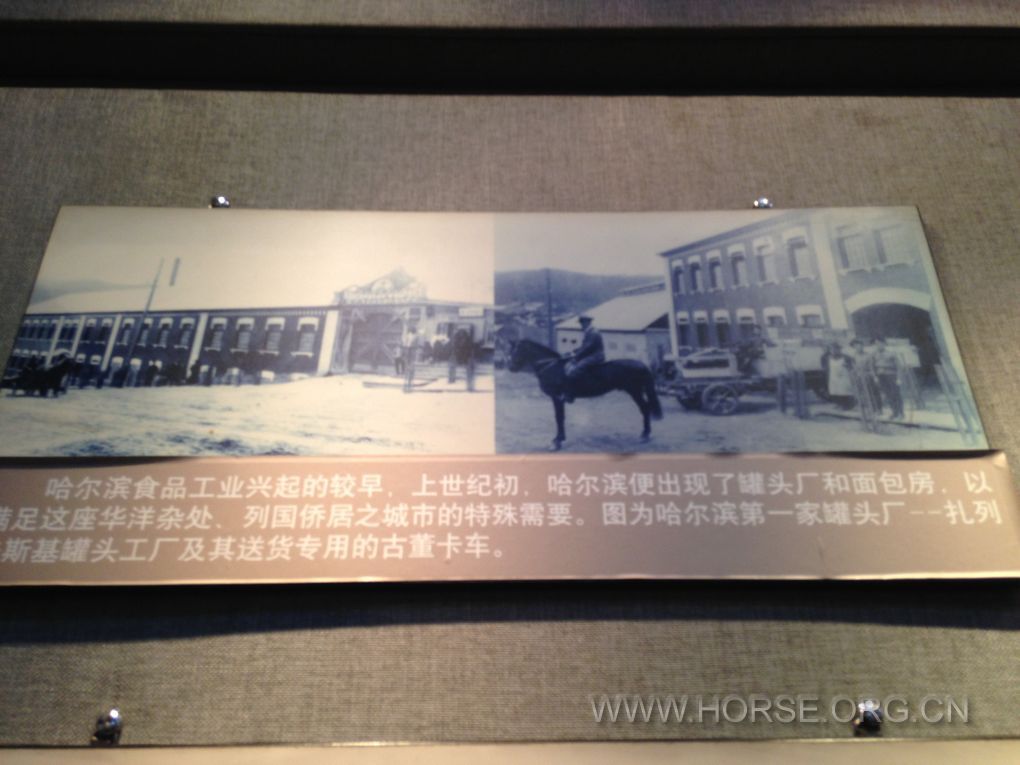 哈尔滨食品工业兴起的较早，上世纪初，哈尔滨便出现了罐头厂和面包房，以
满足这座华洋杂处、列国侨居之城市的特殊需要。图为哈尔滨第一家罐头厂--扎列
斯基罐头工厂及其送货专用的古董卡车。
WWW.HORSE.ORG.CN